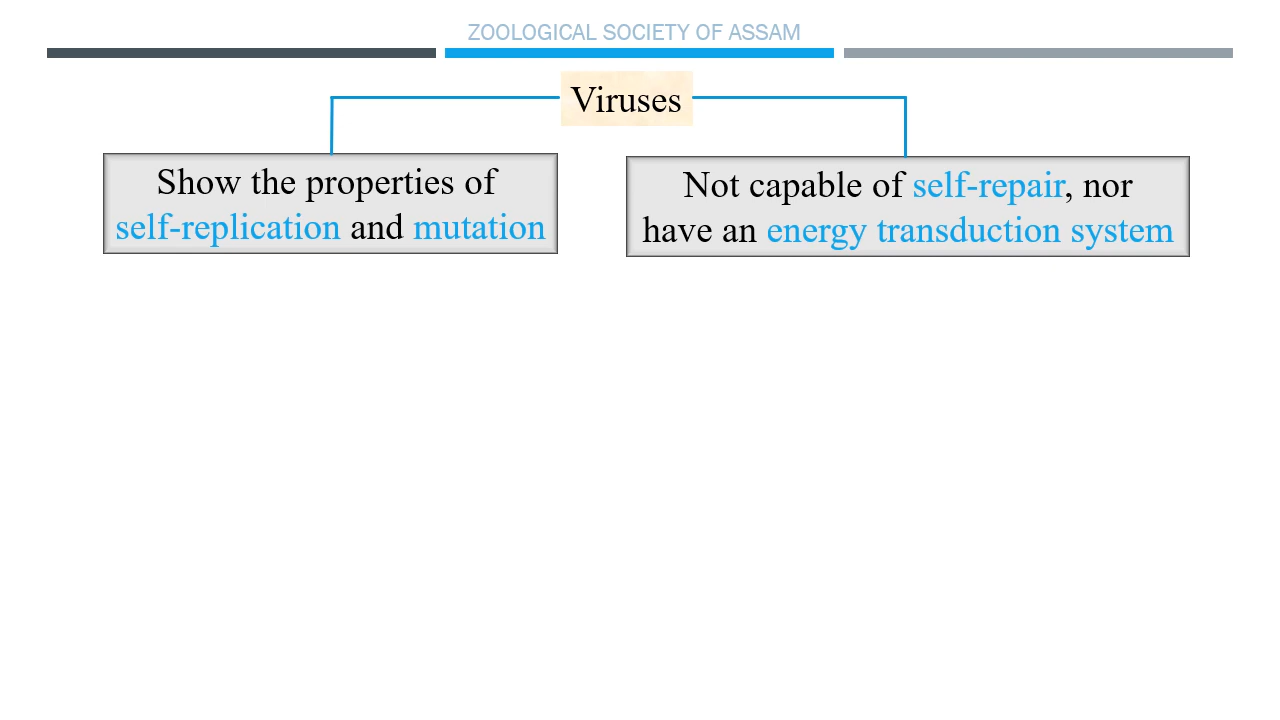 ZOOLOGICAL SOCIETY OF ASSAM
Viruses
Show the properties of
self-replication and mutation
Not capable of self-repair, nor
have an energy transduction system